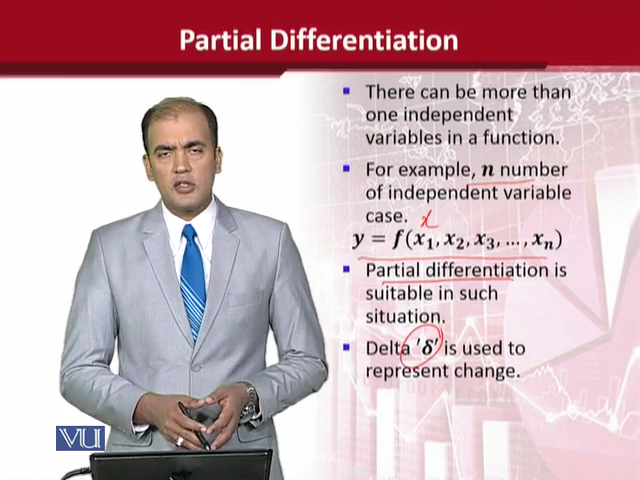 Partial Differentiation
There can be more than
one independent
variables in a function.
For example, n number
of independent variable
case. x
y = f(x₁, x₂, x₃, ..., xₙ)
Partial differentiation is
suitable in such
situation.
Delta 'δ' is used to
represent change.
VU